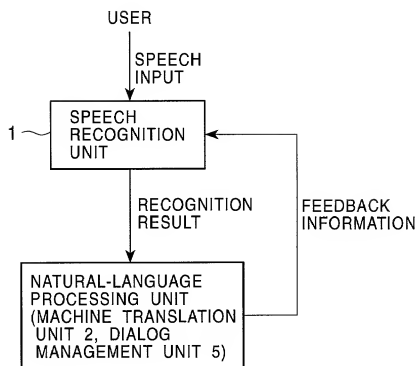 USER
SPEECH
INPUT
1
SPEECH
RECOGNITION
UNIT
RECOGNITION
RESULT
FEEDBACK
INFORMATION
NATURAL-LANGUAGE
PROCESSING UNIT
(MACHINE TRANSLATION
UNIT 2, DIALOG
MANAGEMENT UNIT 5)